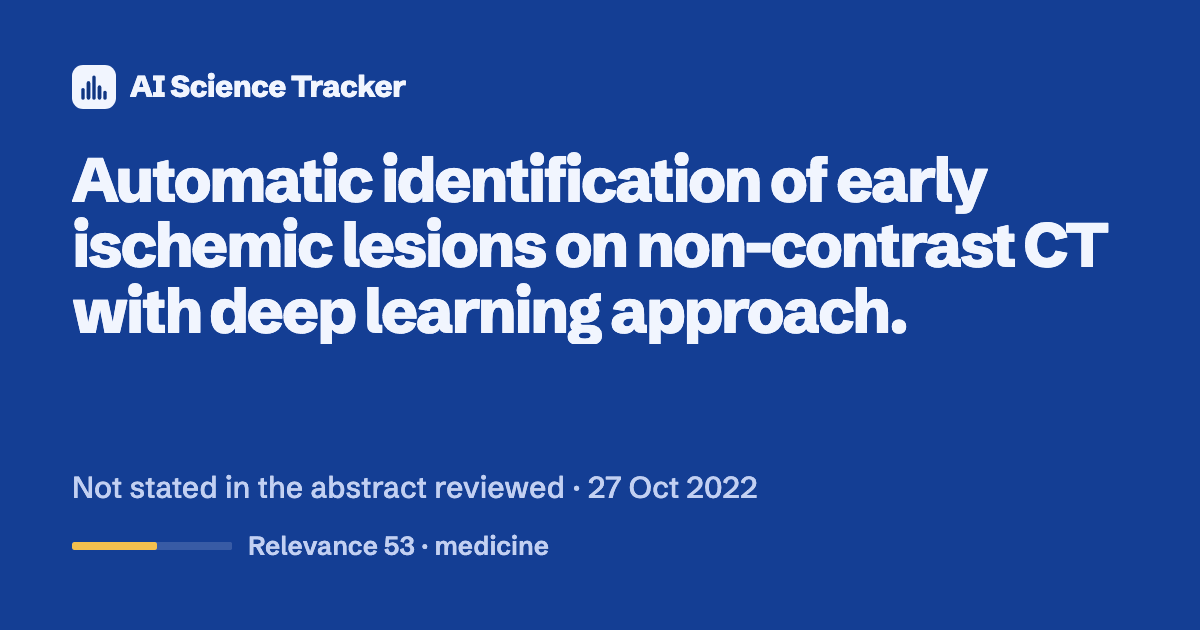 AI Science Tracker
Automatic identification of early
ischemic lesions on non-contrast CT
with deep learning approach.
Not stated in the abstract reviewed · 27 Oct 2022
Relevance 53 · medicine